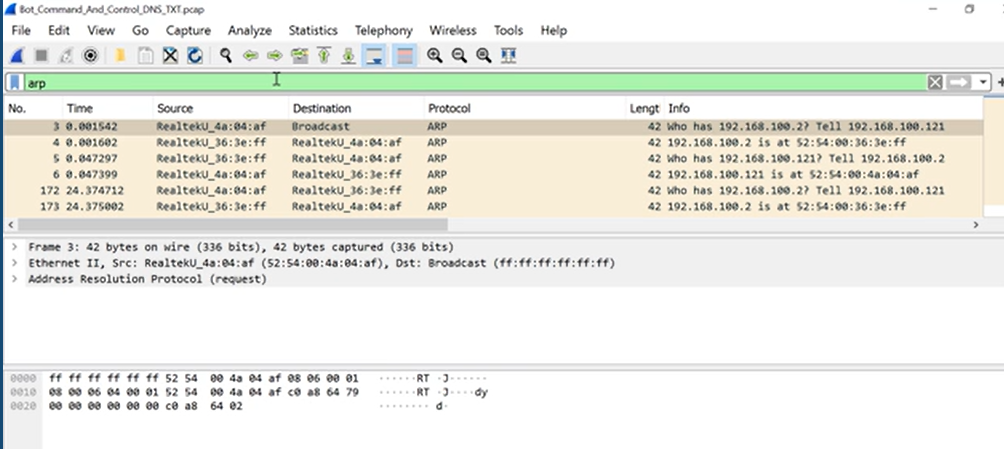 Bot_Command_And_Control_DNS_TXT.pcap
File Edit View Go Capture Analyze Statistics Telephony Wireless Tools Help
arp
No. Time Source Destination Protocol Lengt Info
3 0.001542 RealtekU_4a:04:af Broadcast ARP 42 Who has 192.168.100.2? Tell 192.168.100.121
4 0.001602 RealtekU_36:3e:ff RealtekU_4a:04:af ARP 42 192.168.100.2 is at 52:54:00:36:3e:ff
5 0.047297 RealtekU_36:3e:ff RealtekU_4a:04:af ARP 42 Who has 192.168.100.121? Tell 192.168.100.2
6 0.047399 RealtekU_4a:04:af RealtekU_36:3e:ff ARP 42 192.168.100.121 is at 52:54:00:4a:04:af
172 24.374712 RealtekU_4a:04:af RealtekU_36:3e:ff ARP 42 Who has 192.168.100.2? Tell 192.168.100.121
173 24.375002 RealtekU_36:3e:ff RealtekU_4a:04:af ARP 42 192.168.100.2 is at 52:54:00:36:3e:ff
Frame 3: 42 bytes on wire (336 bits), 42 bytes captured (336 bits)
Ethernet II, Src: RealtekU_4a:04:af (52:54:00:4a:04:af), Dst: Broadcast (ff:ff:ff:ff:ff:ff)
Address Resolution Protocol (request)
0000 ff ff ff ff ff ff 52 54 00 4a 04 af 08 06 00 01 ······RT ·J······
0010 08 00 06 04 00 01 52 54 00 4a 04 af c0 a8 64 79 ······RT ·J····dy
0020 00 00 00 00 00 00 c0 a8 64 02 ········ d·